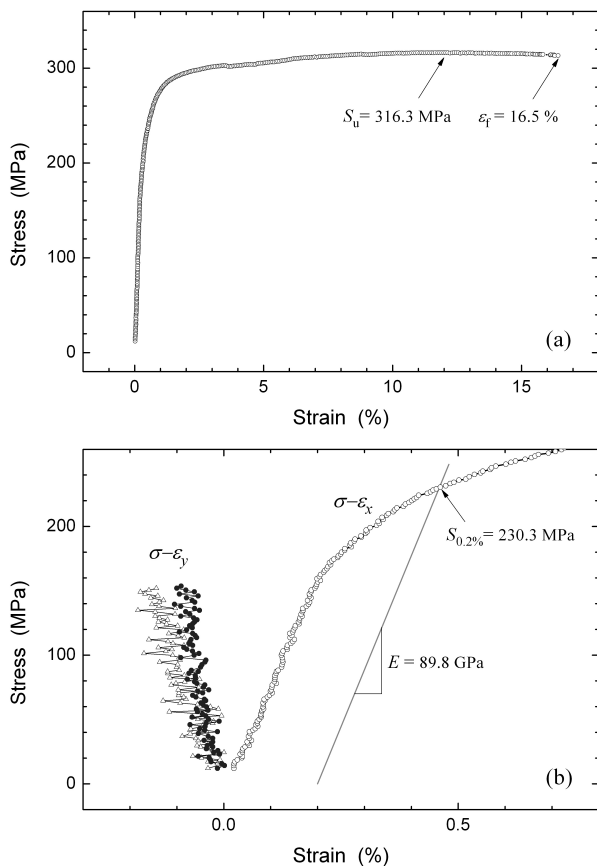 300
200
100
0
Stress (MPa)
S_u = 316.3 MPa
ε_f = 16.5 %
(a)
0 5 10 15
Strain (%)
σ–ε_x
σ–ε_y
200
100
0
Stress (MPa)
S_0.2% = 230.3 MPa
E = 89.8 GPa
(b)
0.0 0.5
Strain (%)